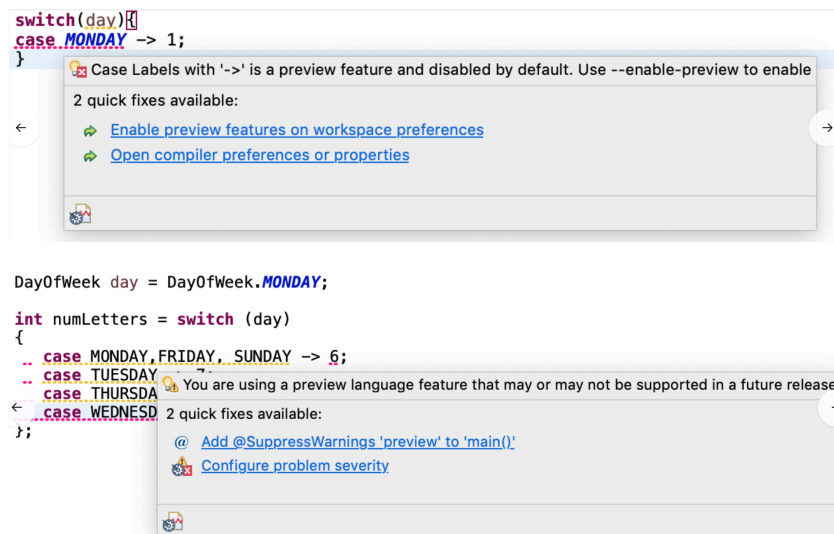 switch(day){
case MONDAY -> 1;
}
Case Labels with '->' is a preview feature and disabled by default. Use --enable-preview to enable
2 quick fixes available:
Enable preview features on workspace preferences
Open compiler preferences or properties
DayOfWeek day = DayOfWeek.MONDAY;
int numLetters = switch (day)
{
case MONDAY,FRIDAY, SUNDAY -> 6;
case TUESDAY
case THURSDA
case WEDNESD
};
You are using a preview language feature that may or may not be supported in a future release
2 quick fixes available:
@ Add @SuppressWarnings 'preview' to 'main()'
Configure problem severity